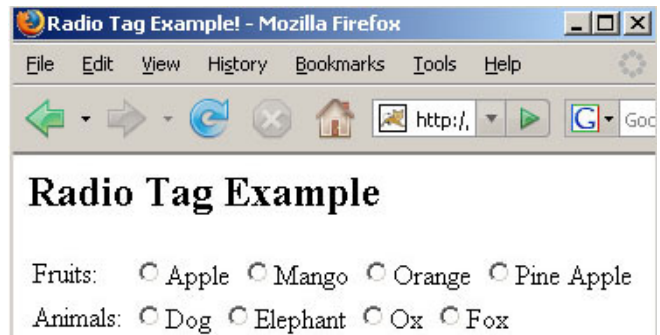 Radio Tag Example! - Mozilla Firefox
File Edit View History Bookmarks Tools Help
http:/, G Goo
Radio Tag Example
Fruits: Apple Mango Orange Pine Apple
Animals: Dog Elephant Ox Fox